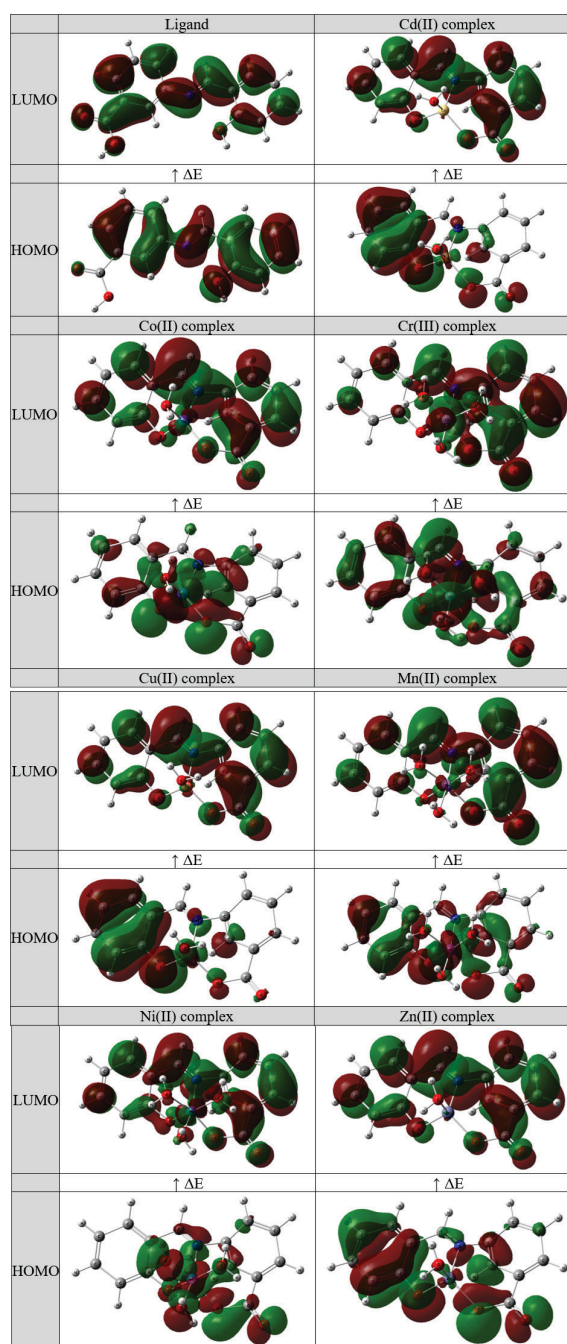 Ligand Cd(II) complex
LUMO
↑ ΔE ↑ ΔE
HOMO
Co(II) complex Cr(III) complex
LUMO
↑ ΔE ↑ ΔE
HOMO
Cu(II) complex Mn(II) complex
LUMO
↑ ΔE ↑ ΔE
HOMO
Ni(II) complex Zn(II) complex
LUMO
↑ ΔE ↑ ΔE
HOMO